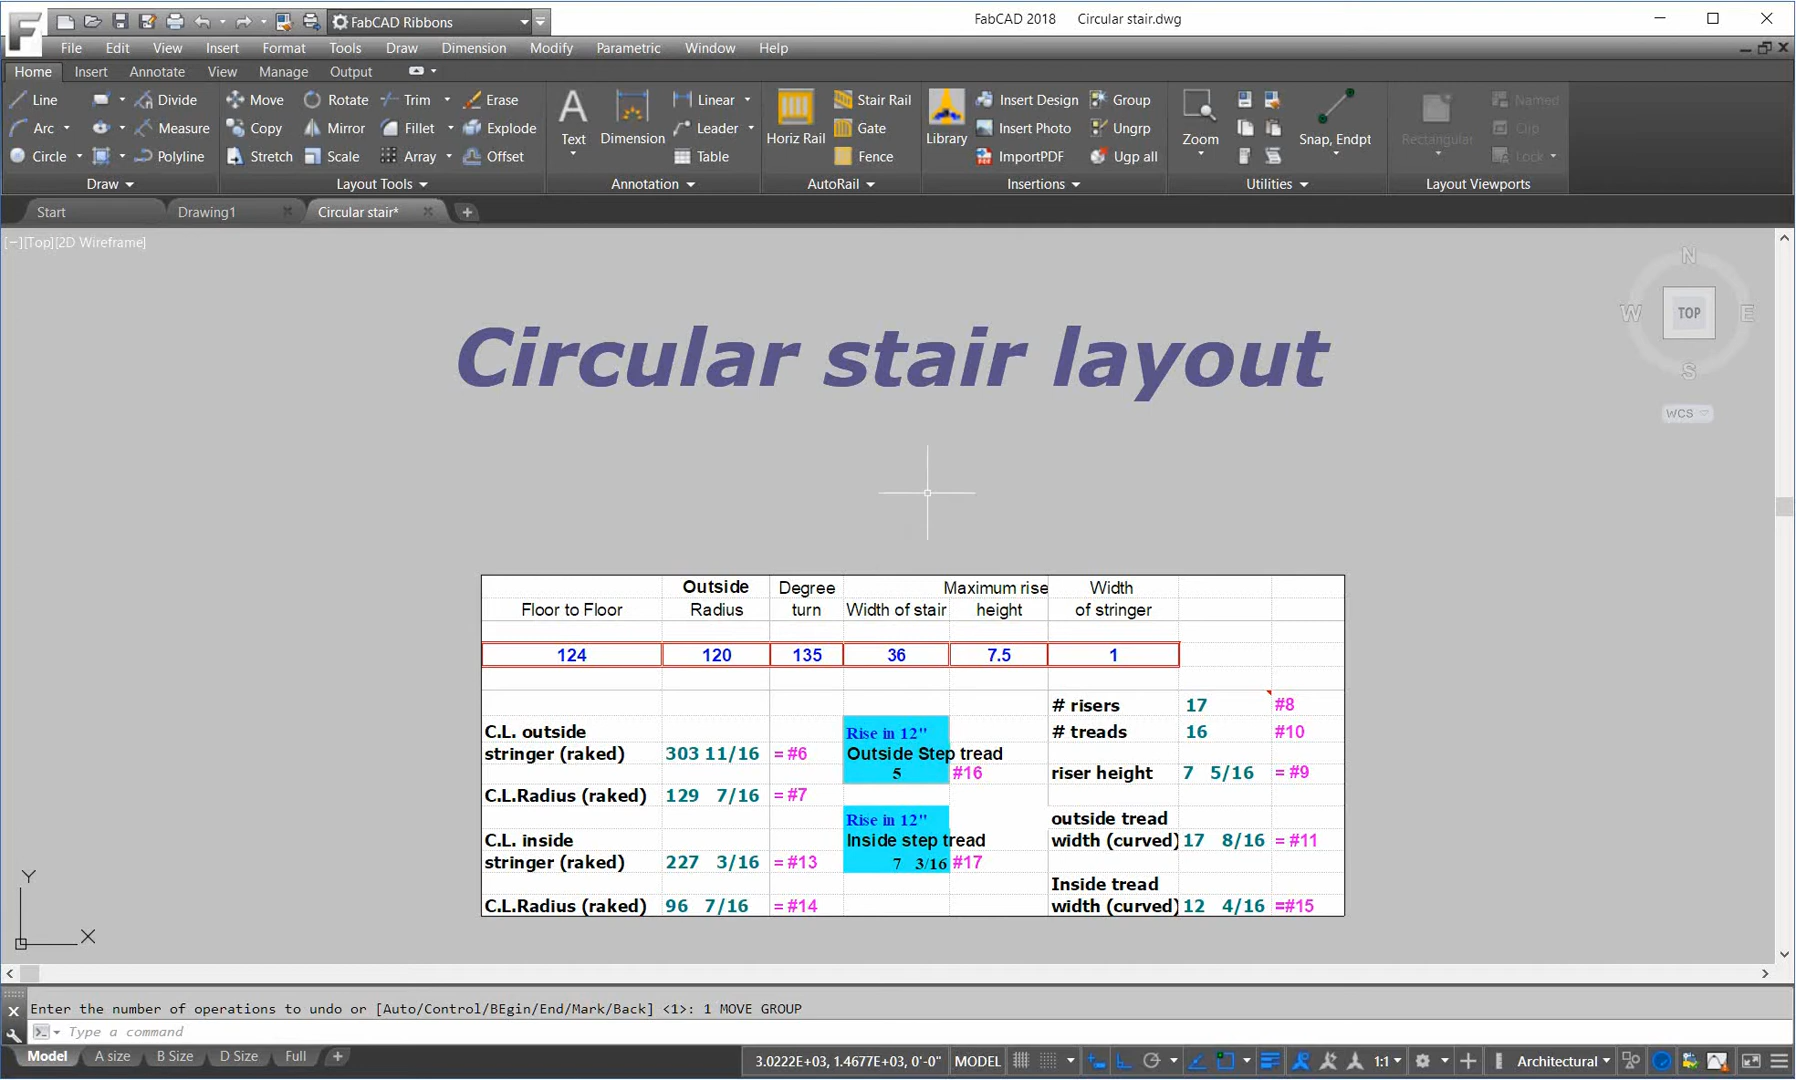 F FabCAD Ribbons FabCAD 2018 Circular stair.dwg
File Edit View Insert Format Tools Draw Dimension Modify Parametric Window Help
Home Insert Annotate View Manage Output
Line Divide Move Rotate Trim Erase Linear Stair Rail Insert Design Group Named
Arc Measure Copy Mirror Fillet Explode A Text Dimension Leader Horiz Rail Gate Library Insert Photo Ungrp Zoom Snap, Endpt Rectangular Clip
Circle Polyline Stretch Scale Array Offset Table Fence ImportPDF Ugp all Lock
Draw Layout Tools Annotation AutoRail Insertions Utilities Layout Viewports
Start Drawing1 Circular stair* +
[−][Top][2D Wireframe]
N
W TOP E
S
WCS
Circular stair layout
Outside Degree Maximum rise Width
Floor to Floor Radius turn Width of stair height of stringer
124 120 135 36 7.5 1
# risers 17 #8
C.L. outside Rise in 12" # treads 16 #10
stringer (raked) 303 11/16 = #6 Outside Step tread
5 #16 riser height 7 5/16 = #9
C.L.Radius (raked) 129 7/16 = #7
Rise in 12" outside tread
C.L. inside Inside step tread width (curved) 17 8/16 = #11
stringer (raked) 227 3/16 = #13 7 3/16 #17
Inside tread
C.L.Radius (raked) 96 7/16 = #14 width (curved) 12 4/16 =#15
Y
X
Enter the number of operations to undo or [Auto/Control/BEgin/End/Mark/Back] <1>: 1 MOVE GROUP
Type a command
Model A size B Size D Size Full + 3.0222E+03, 1.4677E+03, 0'-0" MODEL 1:1 Architectural